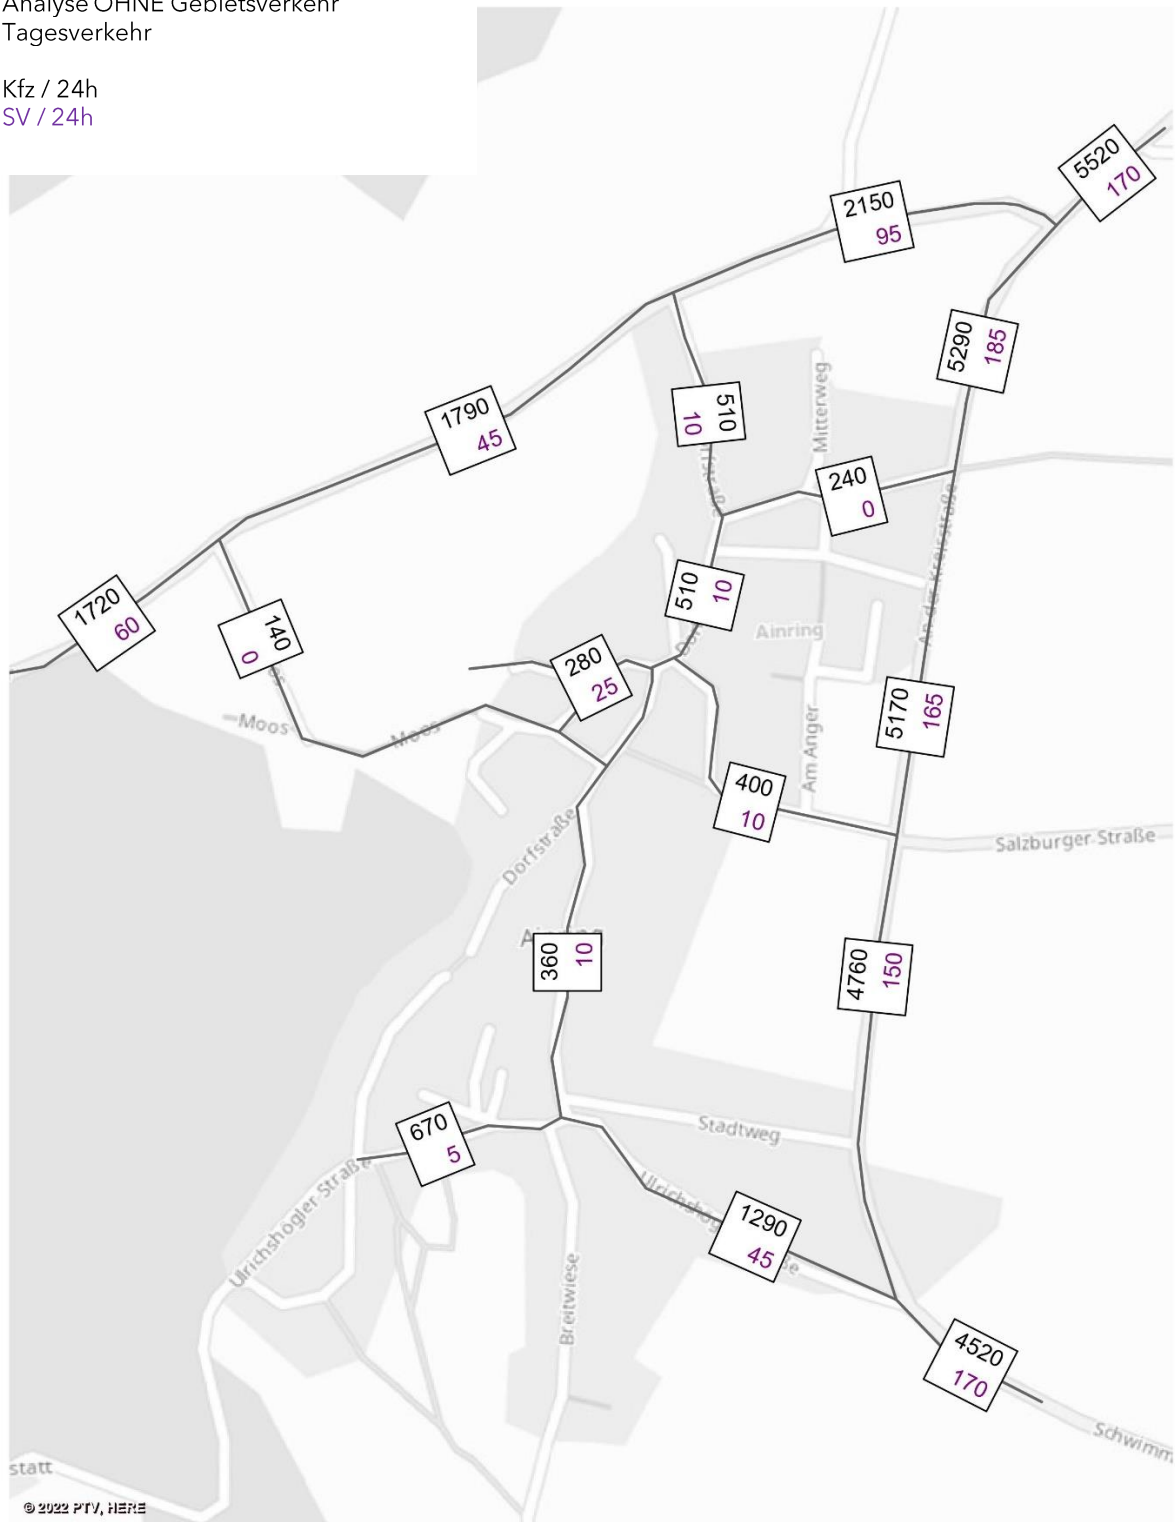 Analyse OHNE Gebietsverkehr
Tagesverkehr
Kfz / 24h
SV / 24h
5520
170
2150
95
5290
185
1790
45
510
10
Mitterweg
240
0
An der Kreisstraße
1720
60
140
0
510
10
Ainring
280
25
5170
165
Moos
Moos
Am Anger
400
10
Salzburger Straße
Dorfstraße
360
10
4760
150
Stadtweg
670
5
Ulrichshögler Straße
1290
45
Breitwiese
4520
170
Schwimm
statt
© 2022 PTV, HERE